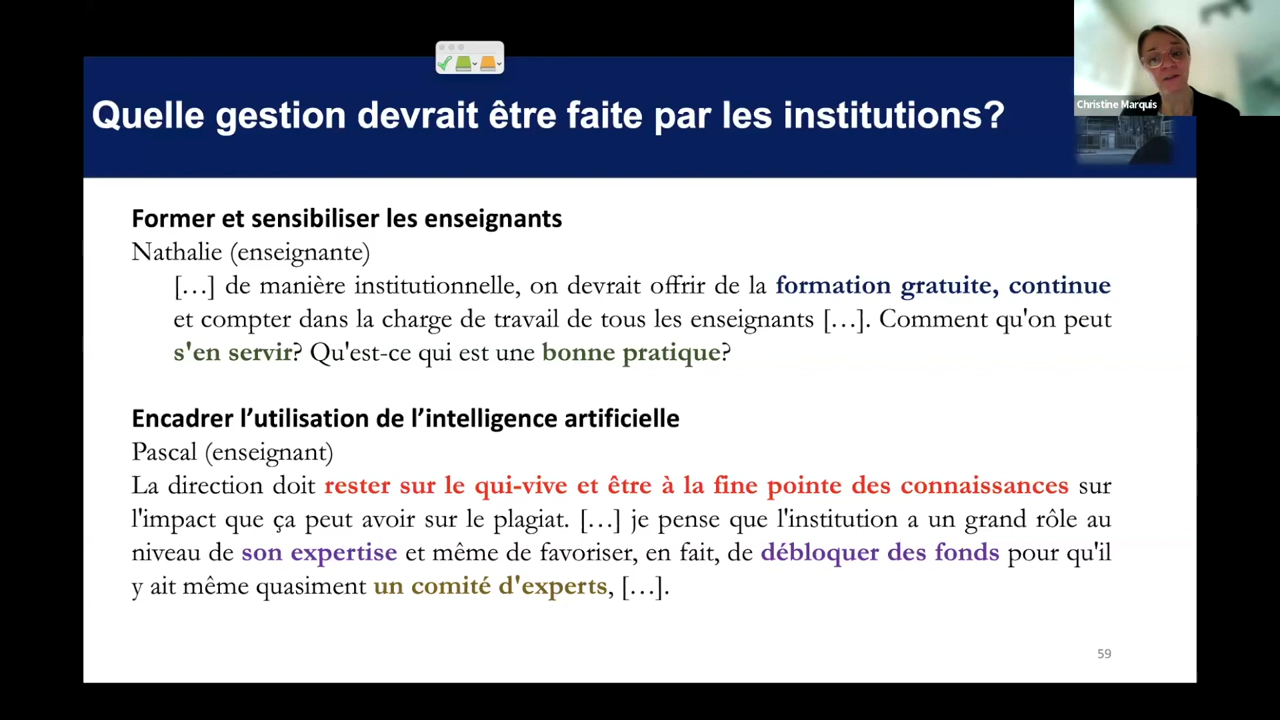 Quelle gestion devrait être faite par les institutions?
Christine Marquis
Former et sensibiliser les enseignants
Nathalie (enseignante)
[…] de manière institutionnelle, on devrait offrir de la formation gratuite, continue
et compter dans la charge de travail de tous les enseignants […]. Comment qu'on peut
s'en servir? Qu'est-ce qui est une bonne pratique?
Encadrer l’utilisation de l’intelligence artificielle
Pascal (enseignant)
La direction doit rester sur le qui-vive et être à la fine pointe des connaissances sur
l'impact que ça peut avoir sur le plagiat. […] je pense que l'institution a un grand rôle au
niveau de son expertise et même de favoriser, en fait, de débloquer des fonds pour qu'il
y ait même quasiment un comité d'experts, […].
59